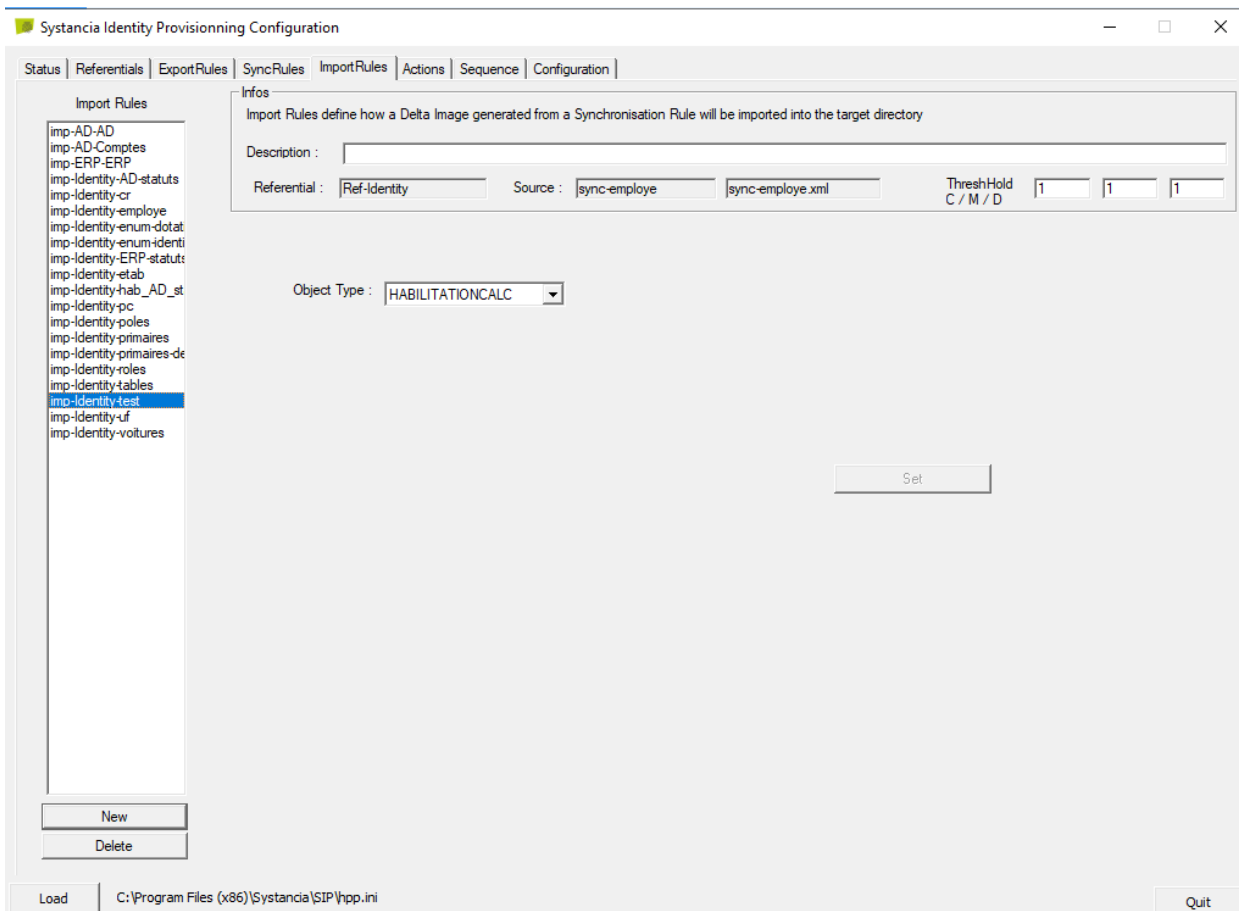 Systancia Identity Provisionning Configuration
Status Referentials ExportRules SyncRules ImportRules Actions Sequence Configuration
Import Rules
imp-AD-AD
imp-AD-Comptes
imp-ERP-ERP
imp-Identity-AD-statuts
imp-Identity-cr
imp-Identity-employe
imp-Identity-enum-dotat
imp-Identity-enum-identi
imp-Identity-ERP-statuts
imp-Identity-etab
imp-Identity-hab_AD_st
imp-Identity-pc
imp-Identity-poles
imp-Identity-primaires
imp-Identity-primaires-de
imp-Identity-roles
imp-Identity-tables
imp-Identity-test
imp-Identity-uf
imp-Identity-voitures
New
Delete
Infos
Import Rules define how a Delta Image generated from a Synchronisation Rule will be imported into the target directory
Description :
Referential : Ref-Identity Source : sync-employe sync-employe.xml ThreshHold 1 1 1
C / M / D
Object Type : HABILITATIONCALC
Set
Load C:\Program Files (x86)\Systancia\SIP\hpp.ini Quit